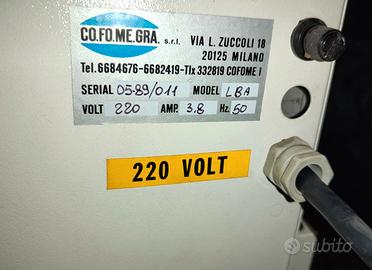 CO.FO.ME.GRA. s.r.l.
VIA L. ZUCCOLI 18
20125 MILANO
Tel. 6684676-6682419-Tlx 332819 COFOME I
SERIAL 05-89/011 MODEL LBA
VOLT 220 AMP. 3.8 Hz. 50
220 VOLT
subito